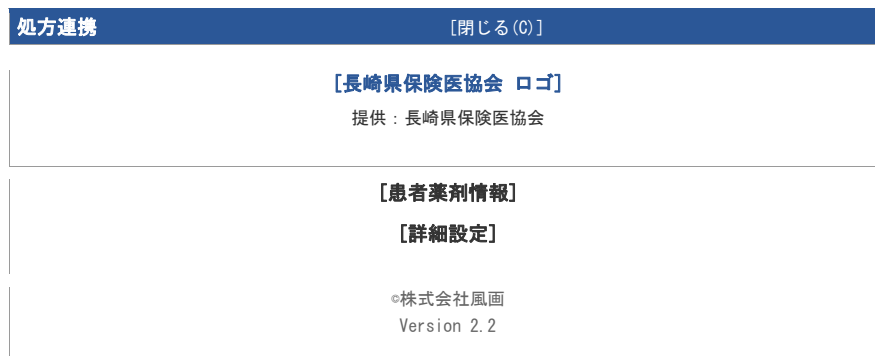 処方連携 [閉じる(C)]
[長崎県保険医協会 ロゴ]
提供：長崎県保険医協会
[患者薬剤情報]
[詳細設定]
©株式会社風画
Version 2.2